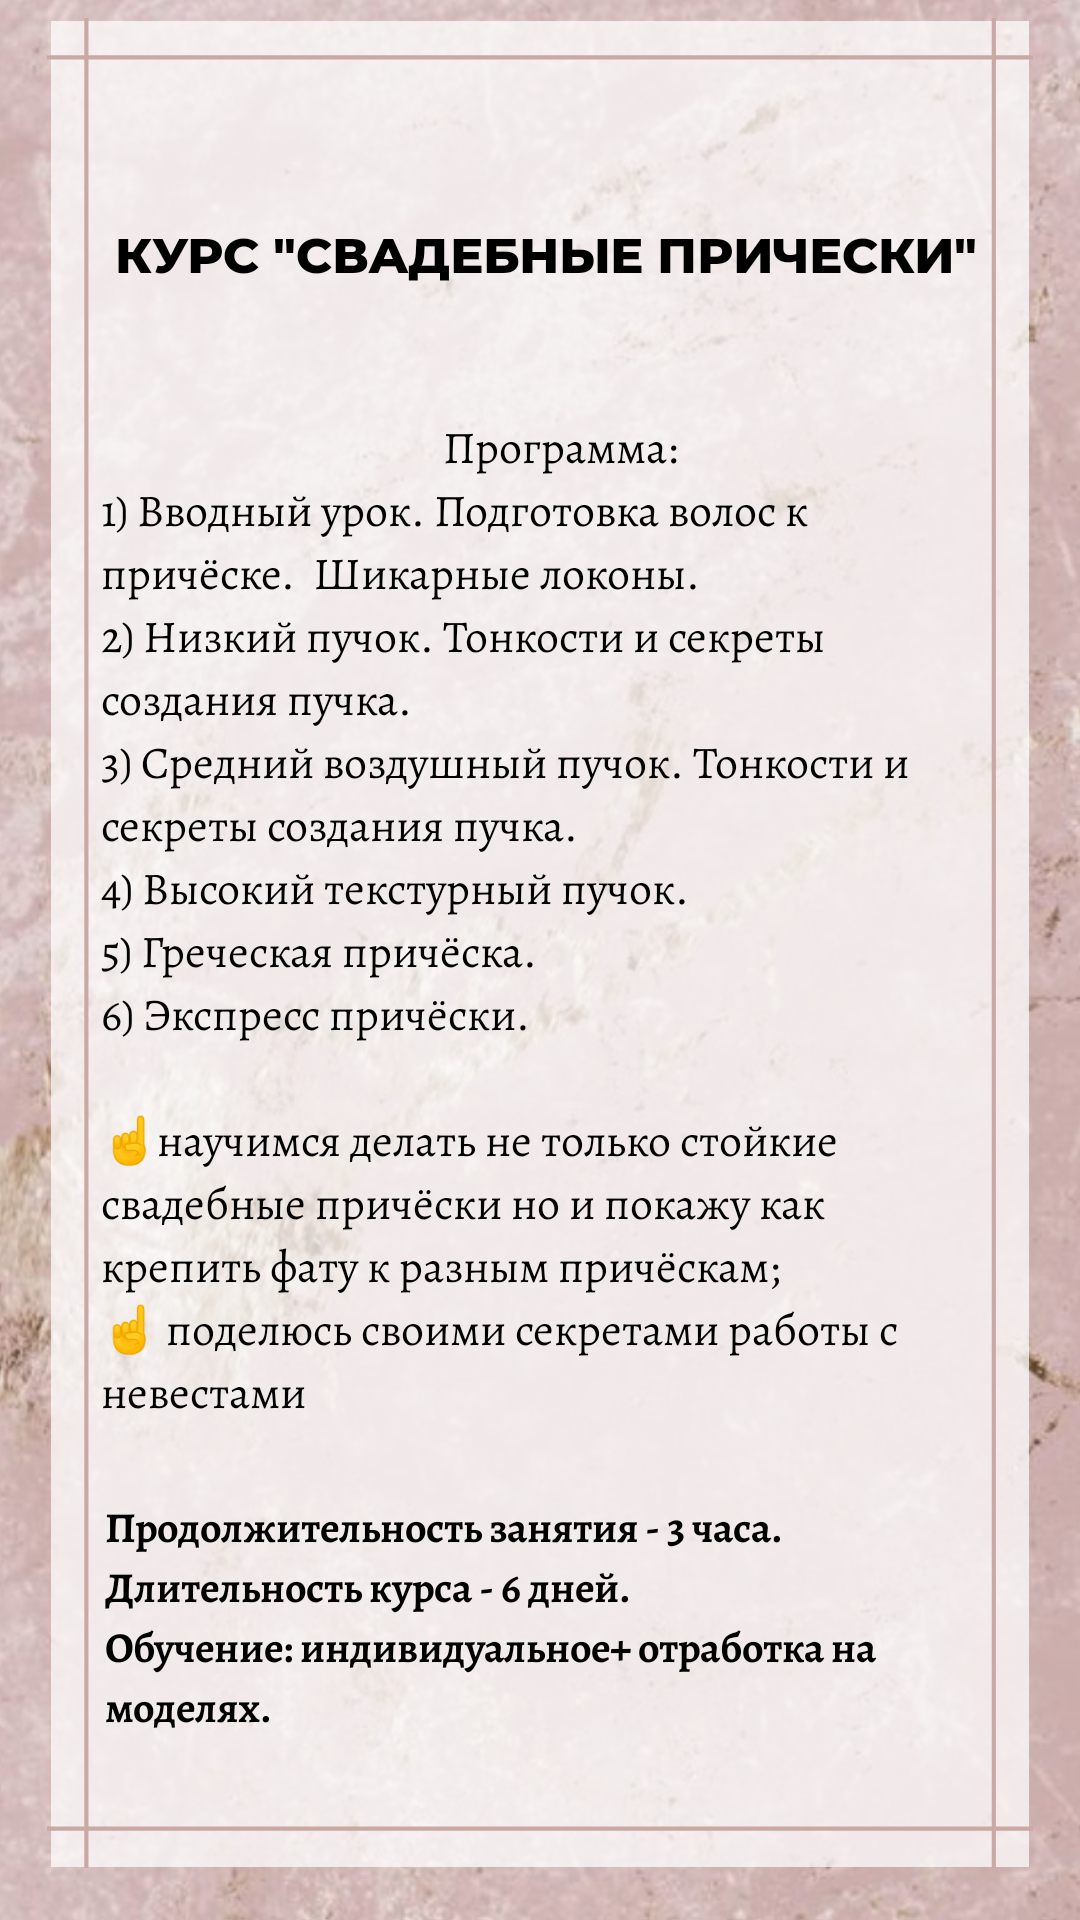 КУРС "СВАДЕБНЫЕ ПРИЧЕСКИ"
Программа:
1) Вводный урок. Подготовка волос к
причёске.  Шикарные локоны.
2) Низкий пучок. Тонкости и секреты
создания пучка.
3) Средний воздушный пучок. Тонкости и
секреты создания пучка.
4) Высокий текстурный пучок.
5) Греческая причёска.
6) Экспресс причёски.
☝️научимся делать не только стойкие
свадебные причёски но и покажу как
крепить фату к разным причёскам;
☝️ поделюсь своими секретами работы с
невестами
Продолжительность занятия - 3 часа.
Длительность курса - 6 дней.
Обучение: индивидуальное+ отработка на
моделях.